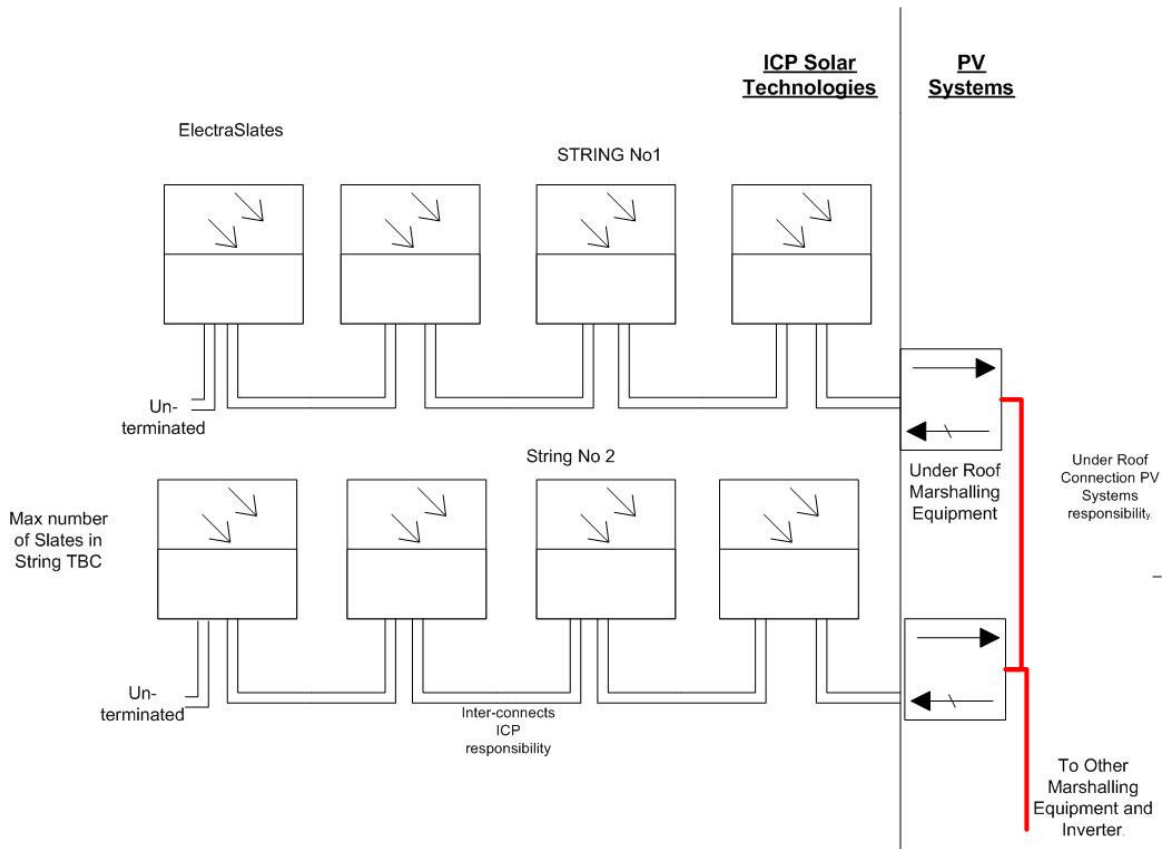 ICP Solar
Technologies
PV
Systems
ElectraSlates
STRING No1
Un-
terminated
Under Roof
Marshalling
Equipment
Under Roof
Connection PV
Systems
responsibility.
String No 2
Max number
of Slates in
String TBC
Un-
terminated
Inter-connects
ICP
responsibility
To Other
Marshalling
Equipment and
Inverter.